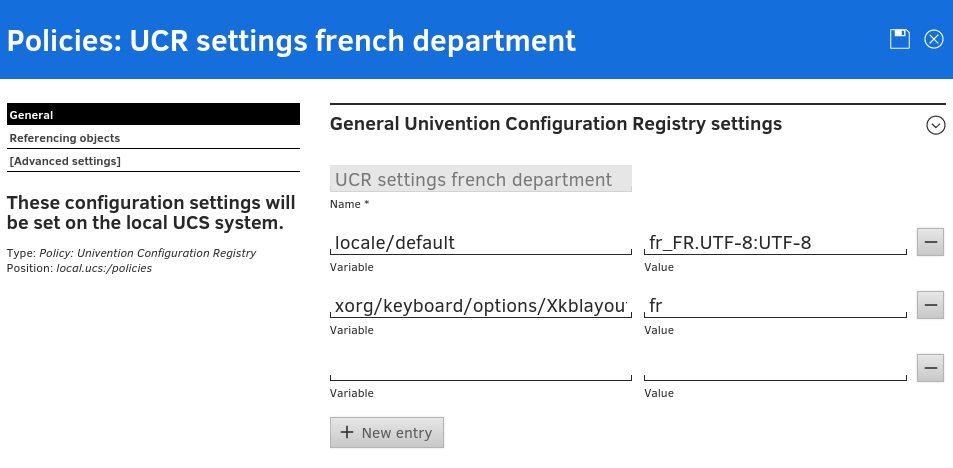 Policies: UCR settings french department
General
Referencing objects
[Advanced settings]
These configuration settings will
be set on the local UCS system.
Type: Policy: Univention Configuration Registry
Position: local.ucs:/policies
General Univention Configuration Registry settings
UCR settings french department
Name *
locale/default
fr_FR.UTF-8:UTF-8
Variable
Value
xorg/keyboard/options/Xkblayou
fr
Variable
Value
Variable
Value
New entry